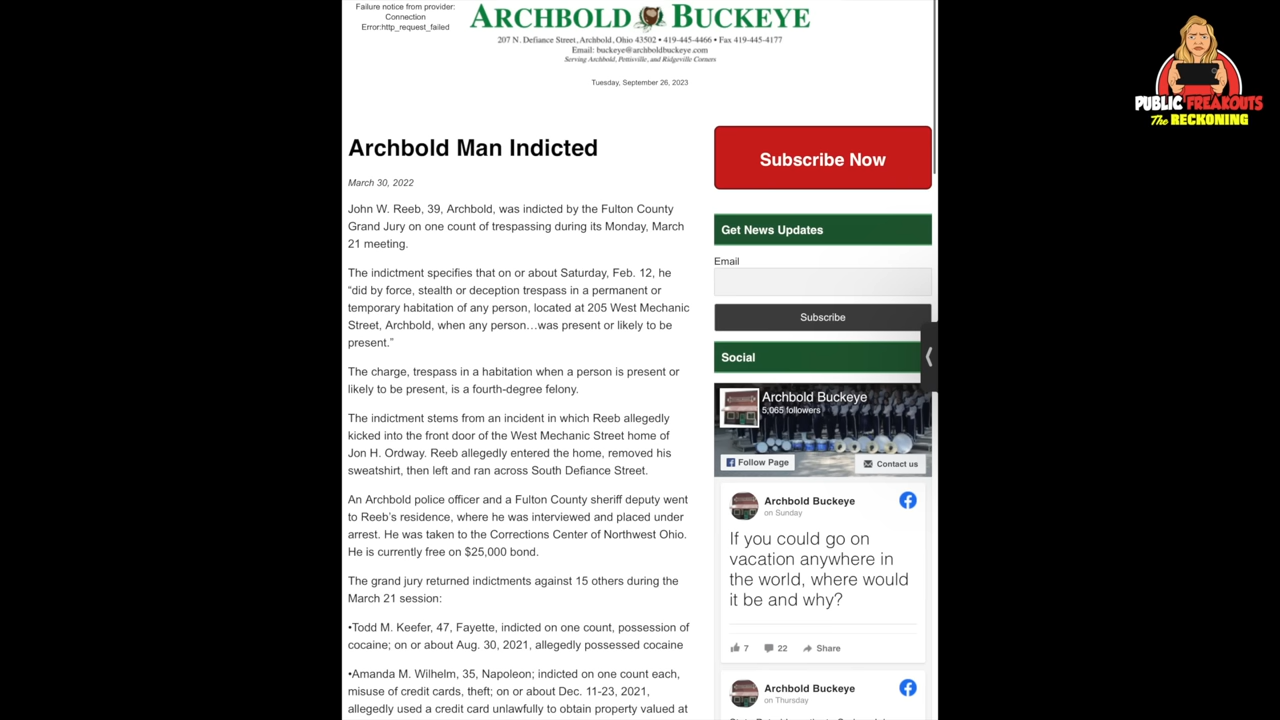 Failure notice from provider:
Connection
Error:http_request_failed
ARCHBOLD BUCKEYE
207 N. Defiance Street, Archbold, Ohio 43502 • 419-445-4466 • Fax 419-445-4177
Email: buckeye@archboldbuckeye.com
Serving Archbold, Pettisville, and Ridgeville Corners
Tuesday, September 26, 2023
PUBLIC FREAKOUTS
The RECKONING
Archbold Man Indicted
March 30, 2022
John W. Reeb, 39, Archbold, was indicted by the Fulton County
Grand Jury on one count of trespassing during its Monday, March
21 meeting.
The indictment specifies that on or about Saturday, Feb. 12, he
“did by force, stealth or deception trespass in a permanent or
temporary habitation of any person, located at 205 West Mechanic
Street, Archbold, when any person…was present or likely to be
present.”
The charge, trespass in a habitation when a person is present or
likely to be present, is a fourth-degree felony.
The indictment stems from an incident in which Reeb allegedly
kicked into the front door of the West Mechanic Street home of
Jon H. Ordway. Reeb allegedly entered the home, removed his
sweatshirt, then left and ran across South Defiance Street.
An Archbold police officer and a Fulton County sheriff deputy went
to Reeb’s residence, where he was interviewed and placed under
arrest. He was taken to the Corrections Center of Northwest Ohio.
He is currently free on $25,000 bond.
The grand jury returned indictments against 15 others during the
March 21 session:
•Todd M. Keefer, 47, Fayette, indicted on one count, possession of
cocaine; on or about Aug. 30, 2021, allegedly possessed cocaine
•Amanda M. Wilhelm, 35, Napoleon; indicted on one count each,
misuse of credit cards, theft; on or about Dec. 11-23, 2021,
allegedly used a credit card unlawfully to obtain property valued at
Subscribe Now
Get News Updates
Email
Subscribe
Social
Archbold Buckeye
5,065 followers
Follow Page
Contact us
Archbold Buckeye
on Sunday
If you could go on
vacation anywhere in
the world, where would
it be and why?
7
22
Share
Archbold Buckeye
on Thursday